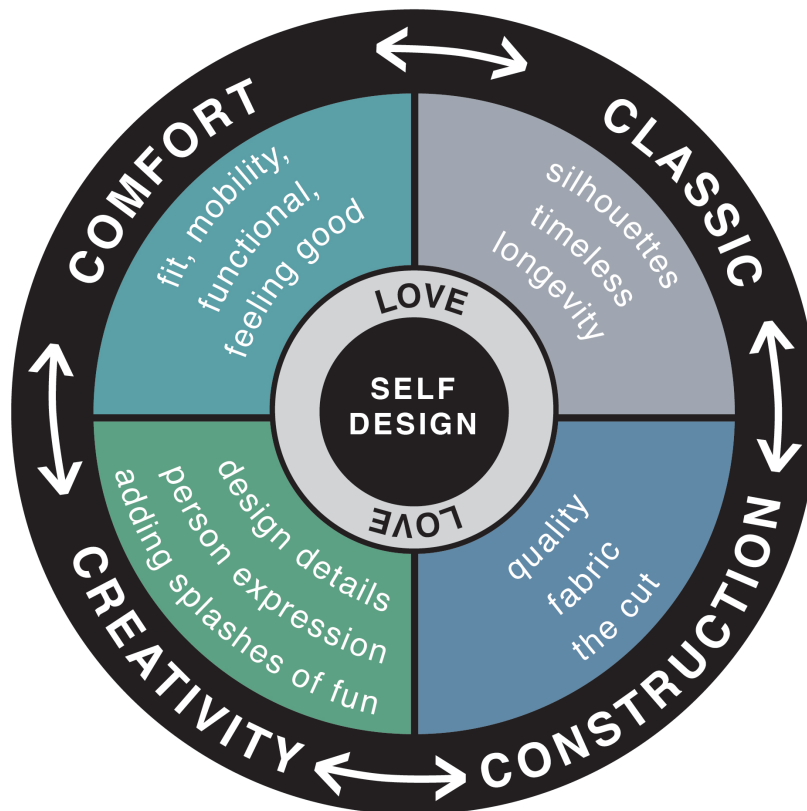 COMFORT
fit, mobility,
functional,
feeling good
CLASSIC
silhouettes
timeless
longevity
LOVE
SELF
DESIGN
LOVE
CREATIVITY
design details
person expression
adding splashes of fun
CONSTRUCTION
quality
fabric
the cut